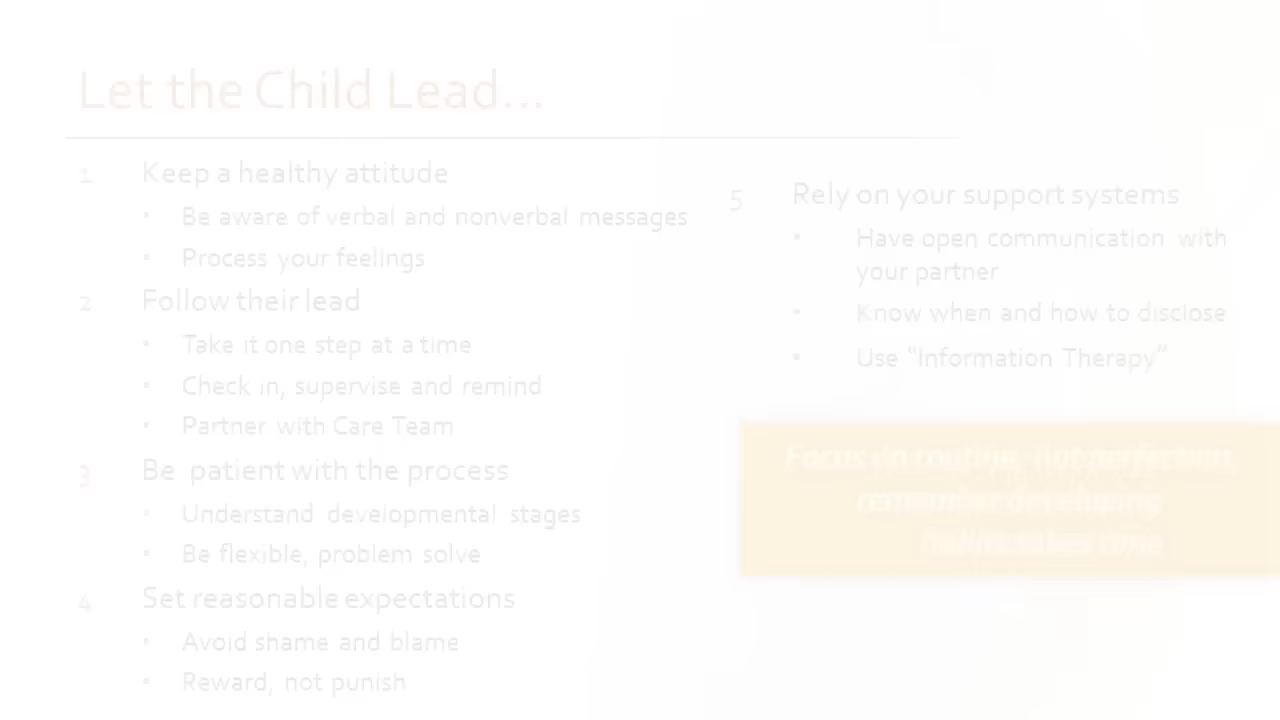 Let the Child Lead...
1 Keep a healthy attitude
• Be aware of verbal and nonverbal messages
• Process your feelings
2 Follow their lead
• Take it one step at a time
• Check in, supervise and remind
• Partner with Care Team
3 Be patient with the process
• Understand developmental stages
• Be flexible, problem solve
4 Set reasonable expectations
• Avoid shame and blame
• Reward, not punish
5 Rely on your support systems
• Have open communication with
your partner
• Know when and how to disclose
• Use “Information Therapy”
Focus on routine, not perfection,
remember developing
habits takes time